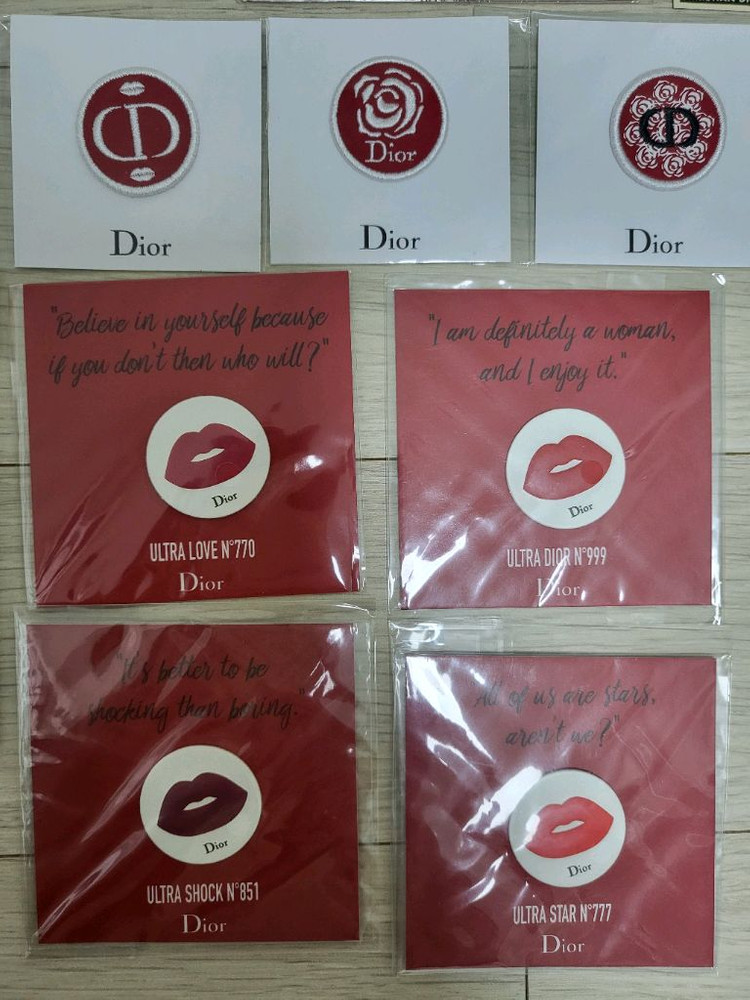 Dior
Dior
Dior
Dior
"Believe in yourself because
if you don't then who will?"
Dior
ULTRA LOVE N°770
Dior
"I am definitely a woman,
and I enjoy it."
Dior
ULTRA DIOR N°999
Dior
"It's better to be
shocking than boring."
Dior
ULTRA SHOCK N°851
Dior
"All of us are stars,
aren't we?"
Dior
ULTRA STAR N°777
Dior